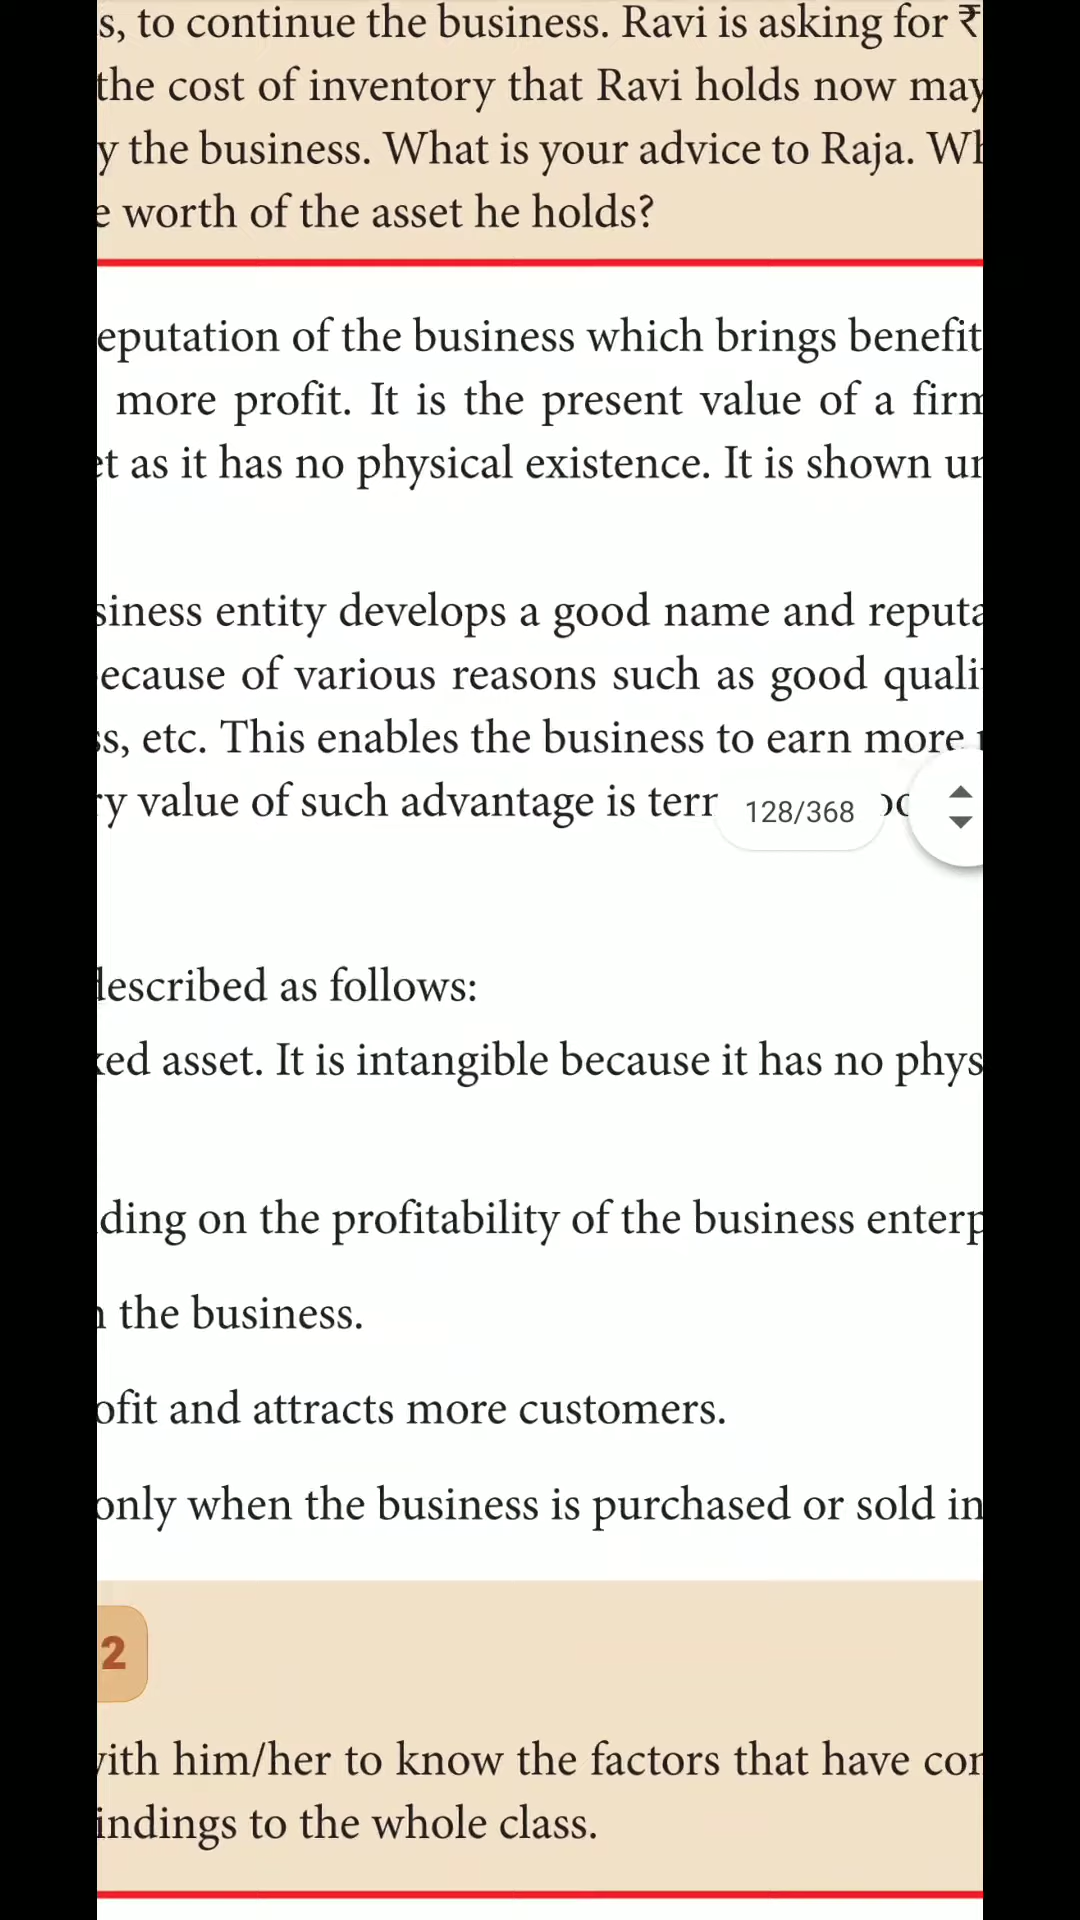 s, to continue the business. Ravi is asking for ₹
the cost of inventory that Ravi holds now may
y the business. What is your advice to Raja. Wh
e worth of the asset he holds?
eputation of the business which brings benefit
more profit. It is the present value of a firm
et as it has no physical existence. It is shown un
siness entity develops a good name and reputa
ecause of various reasons such as good quali
ss, etc. This enables the business to earn more
y value of such advantage is ter
128/368
described as follows:
ked asset. It is intangible because it has no phys
ding on the profitability of the business enterp
n the business.
ofit and attracts more customers.
only when the business is purchased or sold in
2
with him/her to know the factors that have con
indings to the whole class.